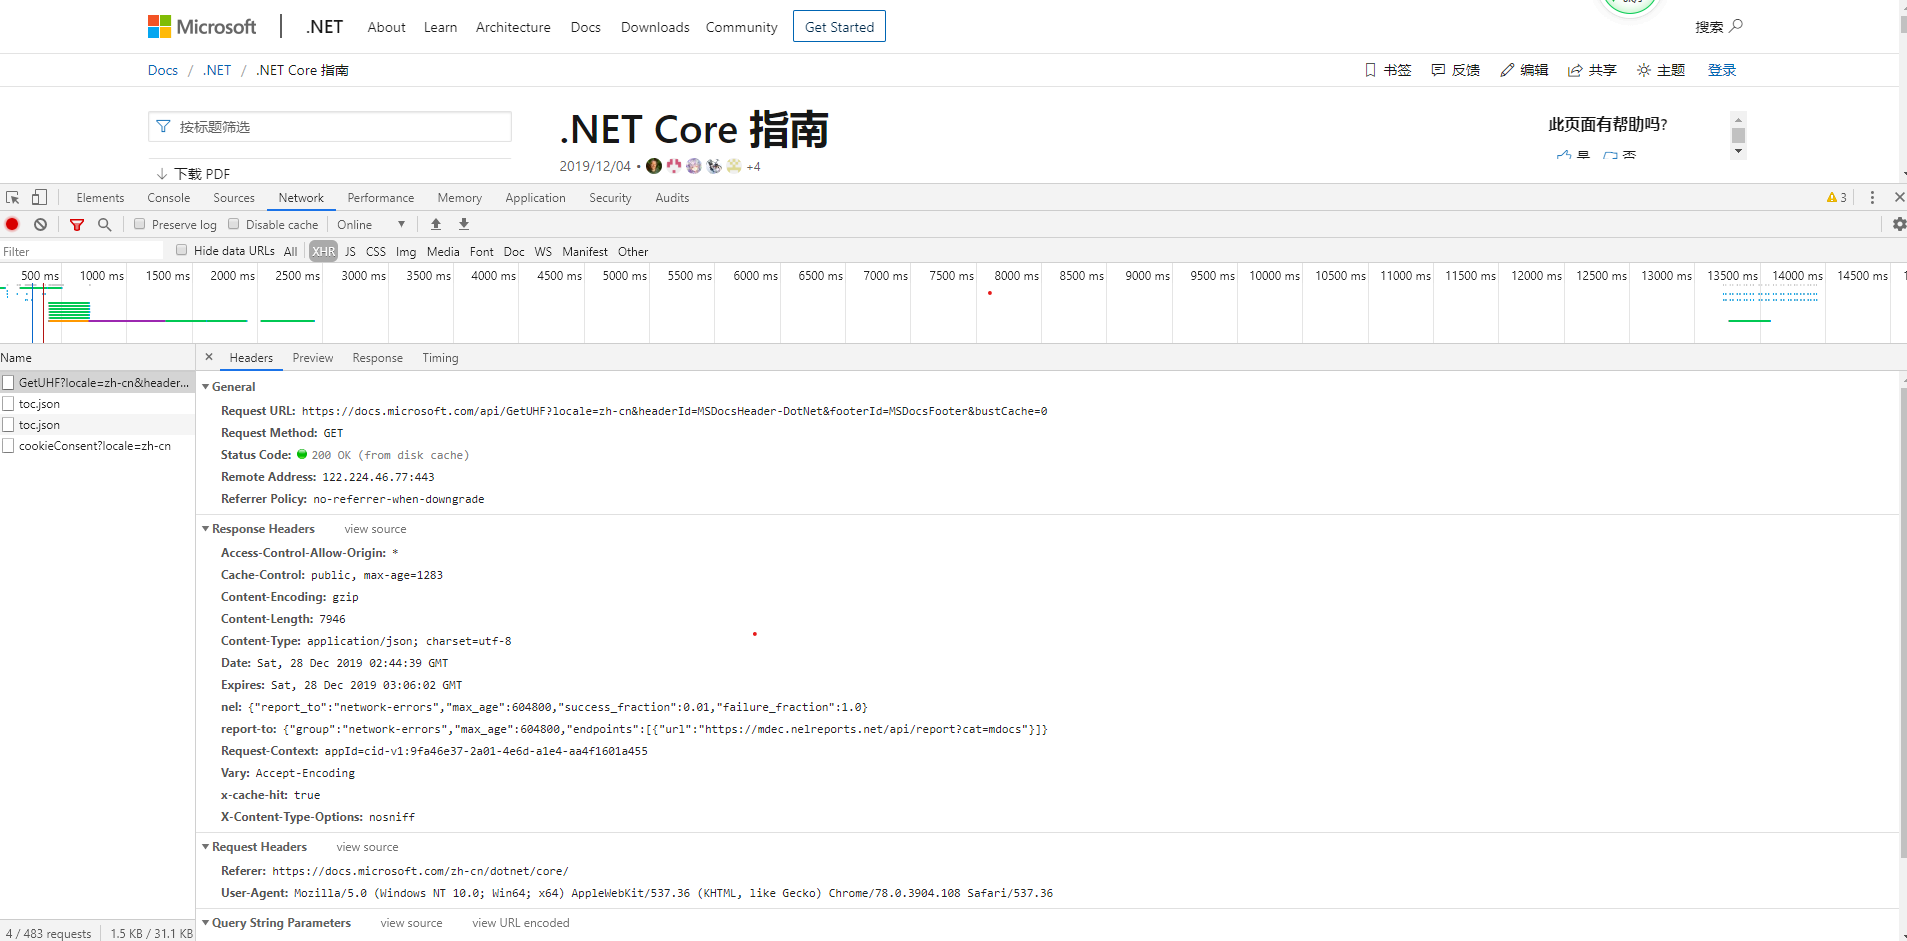 Microsoft | .NET About Learn Architecture Docs Downloads Community Get Started 搜索
Docs / .NET / .NET Core 指南 书签 反馈 编辑 共享 主题 登录
按标题筛选
下载 PDF
.NET Core 指南
2019/12/04 • +4
此页面有帮助吗?
是 否
Elements Console Sources Network Performance Memory Application Security Audits 3
Preserve log Disable cache Online
Filter Hide data URLs All XHR JS CSS Img Media Font Doc WS Manifest Other
500 ms 1000 ms 1500 ms 2000 ms 2500 ms 3000 ms 3500 ms 4000 ms 4500 ms 5000 ms 5500 ms 6000 ms 6500 ms 7000 ms 7500 ms 8000 ms 8500 ms 9000 ms 9500 ms 10000 ms 10500 ms 11000 ms 11500 ms 12000 ms 12500 ms 13000 ms 13500 ms 14000 ms 14500 ms
Name
GetUHF?locale=zh-cn&header...
toc.json
toc.json
cookieConsent?locale=zh-cn
4 / 483 requests 1.5 KB / 31.1 KB
Headers Preview Response Timing
General
Request URL: https://docs.microsoft.com/api/GetUHF?locale=zh-cn&headerId=MSDocsHeader-DotNet&footerId=MSDocsFooter&bustCache=0
Request Method: GET
Status Code: 200 OK (from disk cache)
Remote Address: 122.224.46.77:443
Referrer Policy: no-referrer-when-downgrade
Response Headers view source
Access-Control-Allow-Origin: *
Cache-Control: public, max-age=1283
Content-Encoding: gzip
Content-Length: 7946
Content-Type: application/json; charset=utf-8
Date: Sat, 28 Dec 2019 02:44:39 GMT
Expires: Sat, 28 Dec 2019 03:06:02 GMT
nel: {"report_to":"network-errors","max_age":604800,"success_fraction":0.01,"failure_fraction":1.0}
report-to: {"group":"network-errors","max_age":604800,"endpoints":[{"url":"https://mdec.nelreports.net/api/report?cat=mdocs"}]}
Request-Context: appId=cid-v1:9fa46e37-2a01-4e6d-a1e4-aa4f1601a455
Vary: Accept-Encoding
x-cache-hit: true
X-Content-Type-Options: nosniff
Request Headers view source
Referer: https://docs.microsoft.com/zh-cn/dotnet/core/
User-Agent: Mozilla/5.0 (Windows NT 10.0; Win64; x64) AppleWebKit/537.36 (KHTML, like Gecko) Chrome/78.0.3904.108 Safari/537.36
Query String Parameters view source view URL encoded